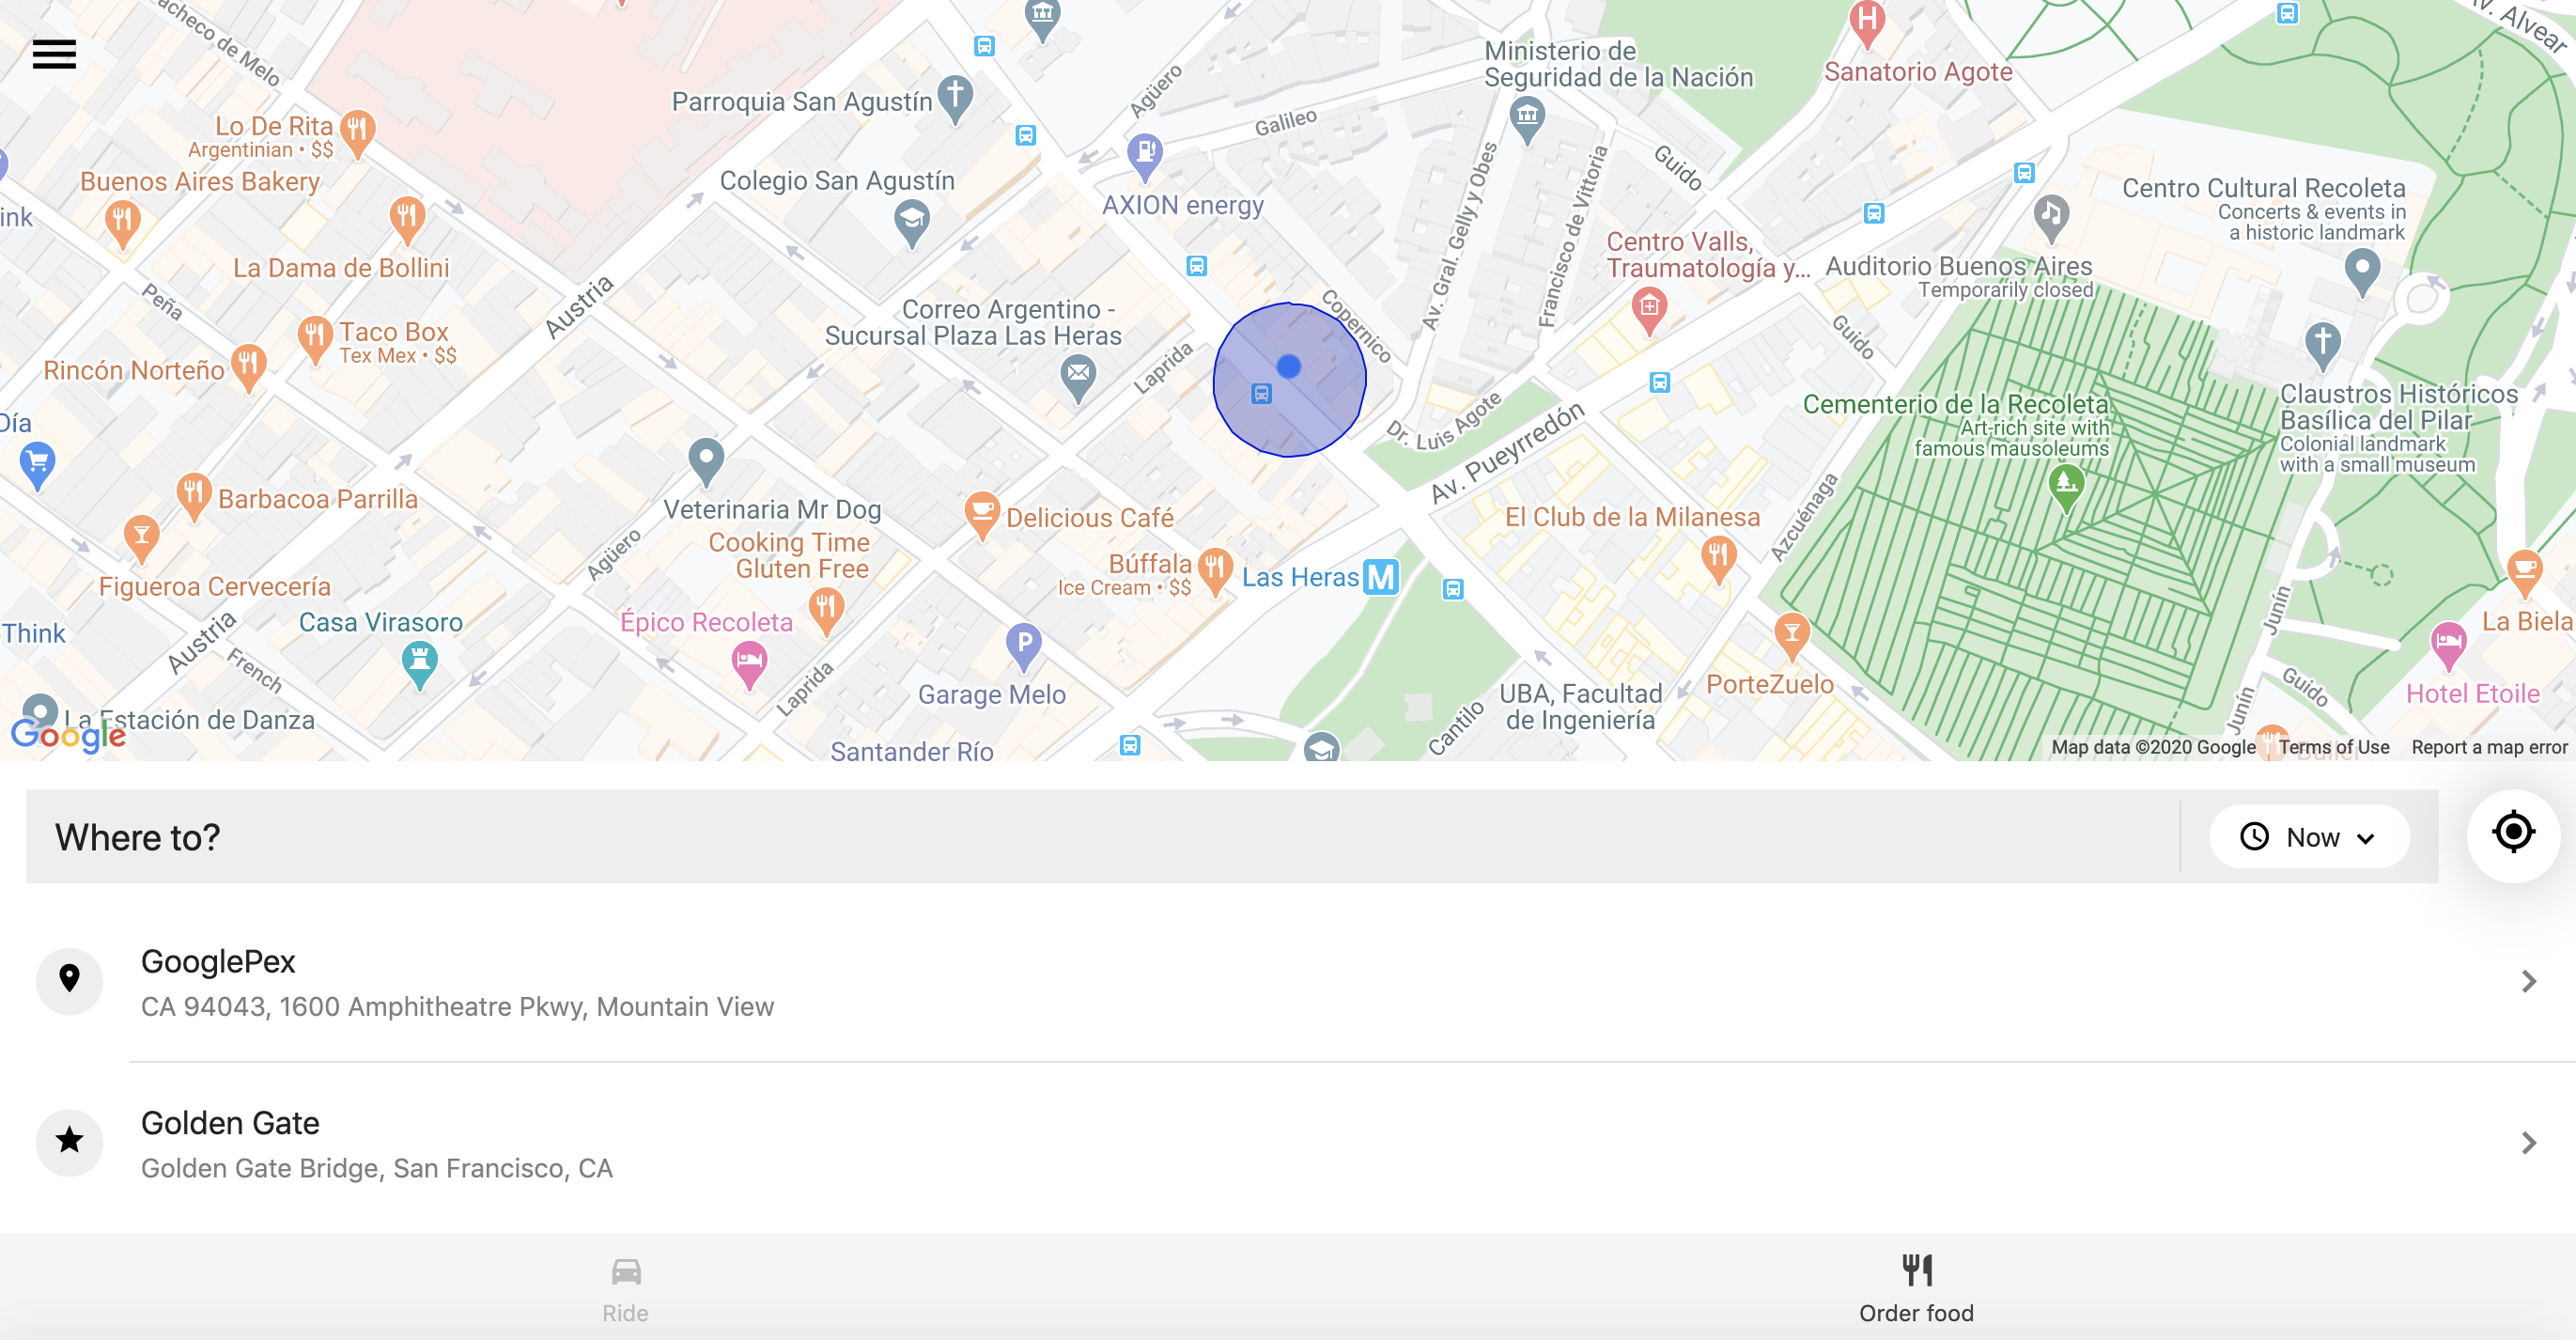 acheco de Melo
Av. Alvear
Ministerio de
Seguridad de la Nación
Sanatorio Agote
Agüero
Parroquia San Agustín
Galileo
Lo De Rita
Argentinian • $$
Buenos Aires Bakery
Colegio San Agustín
AXION energy
Guido
Centro Cultural Recoleta
Concerts & events in
a historic landmark
ink
Av. Gral. Gelly y Obes
Francisco de Vittoria
Centro Valls,
Traumatología y...
La Dama de Bollini
Auditorio Buenos Aires
Temporarily closed
Peña
Austria
Correo Argentino -
Sucursal Plaza Las Heras
Copernico
Guido
Taco Box
Tex Mex • $$
Rincón Norteño
Laprida
Cementerio de la Recoleta
Art-rich site with
famous mausoleums
Claustros Históricos
Basílica del Pilar
Colonial landmark
with a small museum
Día
Dr. Luis Agote
Av. Pueyrredón
Barbacoa Parrilla
Veterinaria Mr Dog
Delicious Café
El Club de la Milanesa
Azcuénaga
Cooking Time
Gluten Free
Agüero
Búffala
Ice Cream • $$
Las Heras
M
Figueroa Cervecería
Junín
La Biela
Think
Austria
Casa Virasoro
Épico Recoleta
P
French
Laprida
Garage Melo
UBA, Facultad
de Ingeniería
PorteZuelo
Guido
Hotel Etoile
La Estación de Danza
Google
Santander Río
Cantilo
Junín
Map data ©2020 Google
Terms of Use
Report a map error
Where to?
Now
GooglePex
CA 94043, 1600 Amphitheatre Pkwy, Mountain View
Golden Gate
Golden Gate Bridge, San Francisco, CA
Ride
Order food